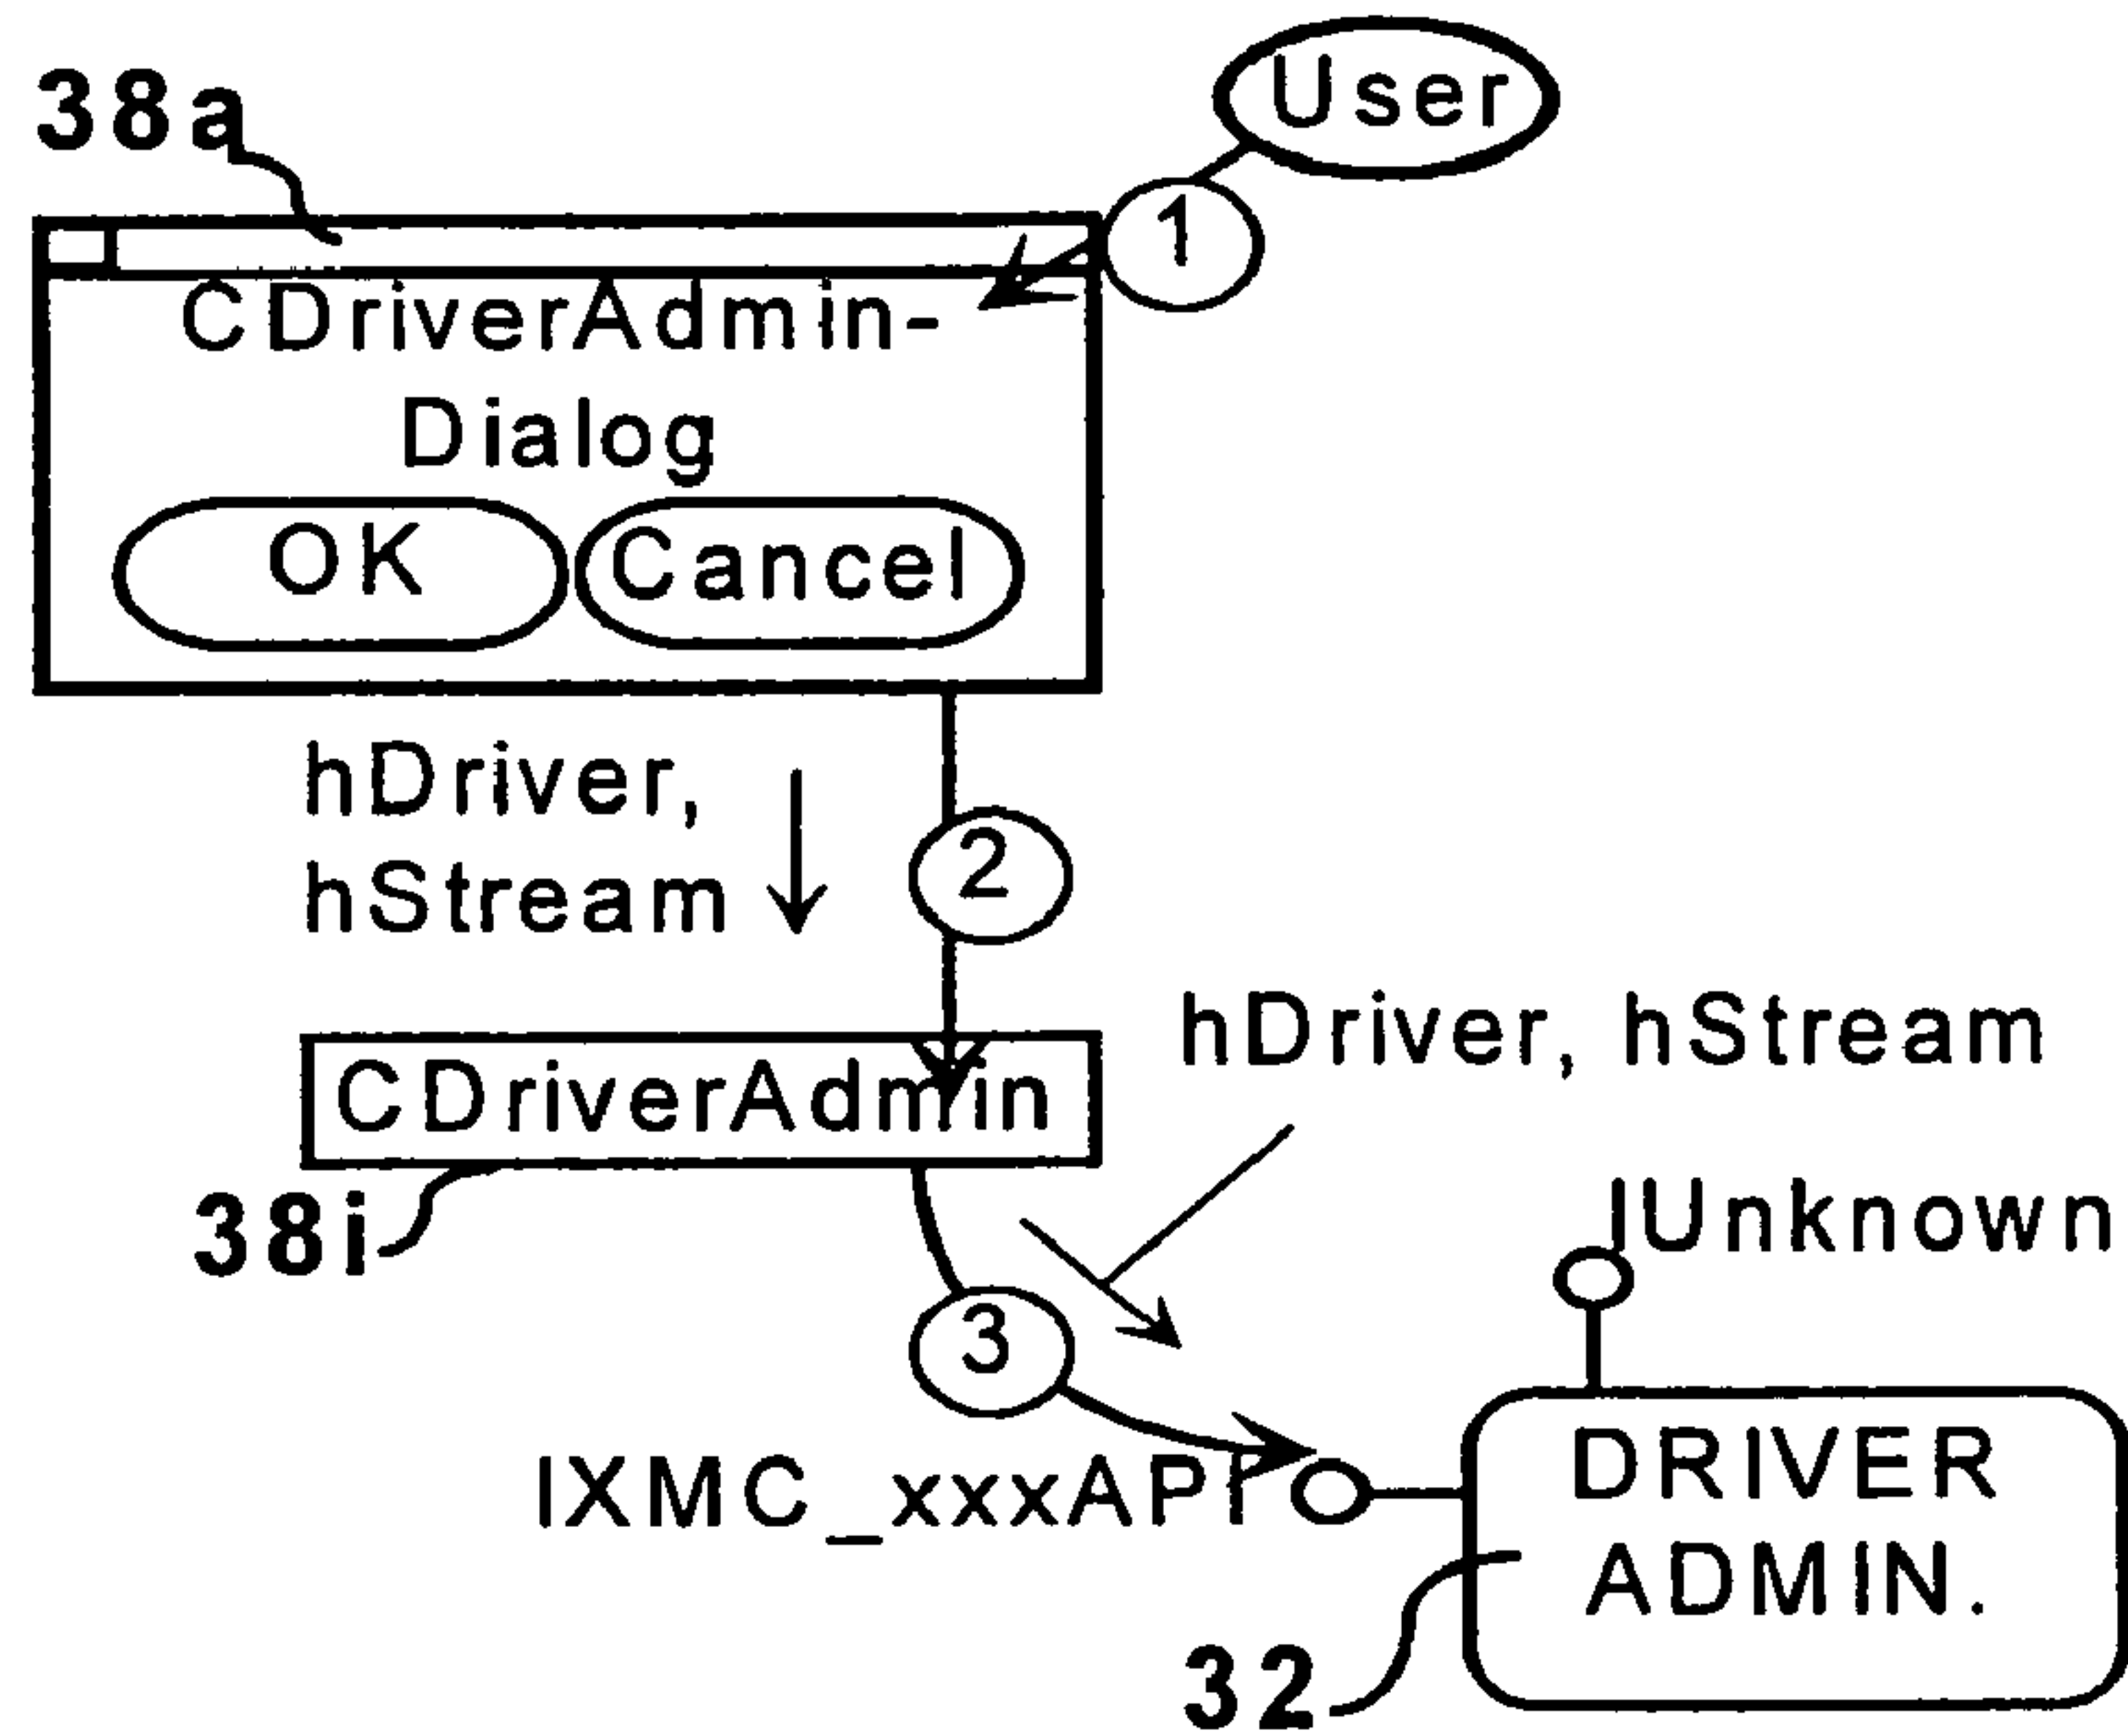 User
38a
1
CDriverAdmin-
Dialog
OK Cancel
hDriver,
hStream
2
hDriver, hStream
CDriverAdmin
38i
IUnknown
3
IXMC_xxxAPI
DRIVER
ADMIN.
32